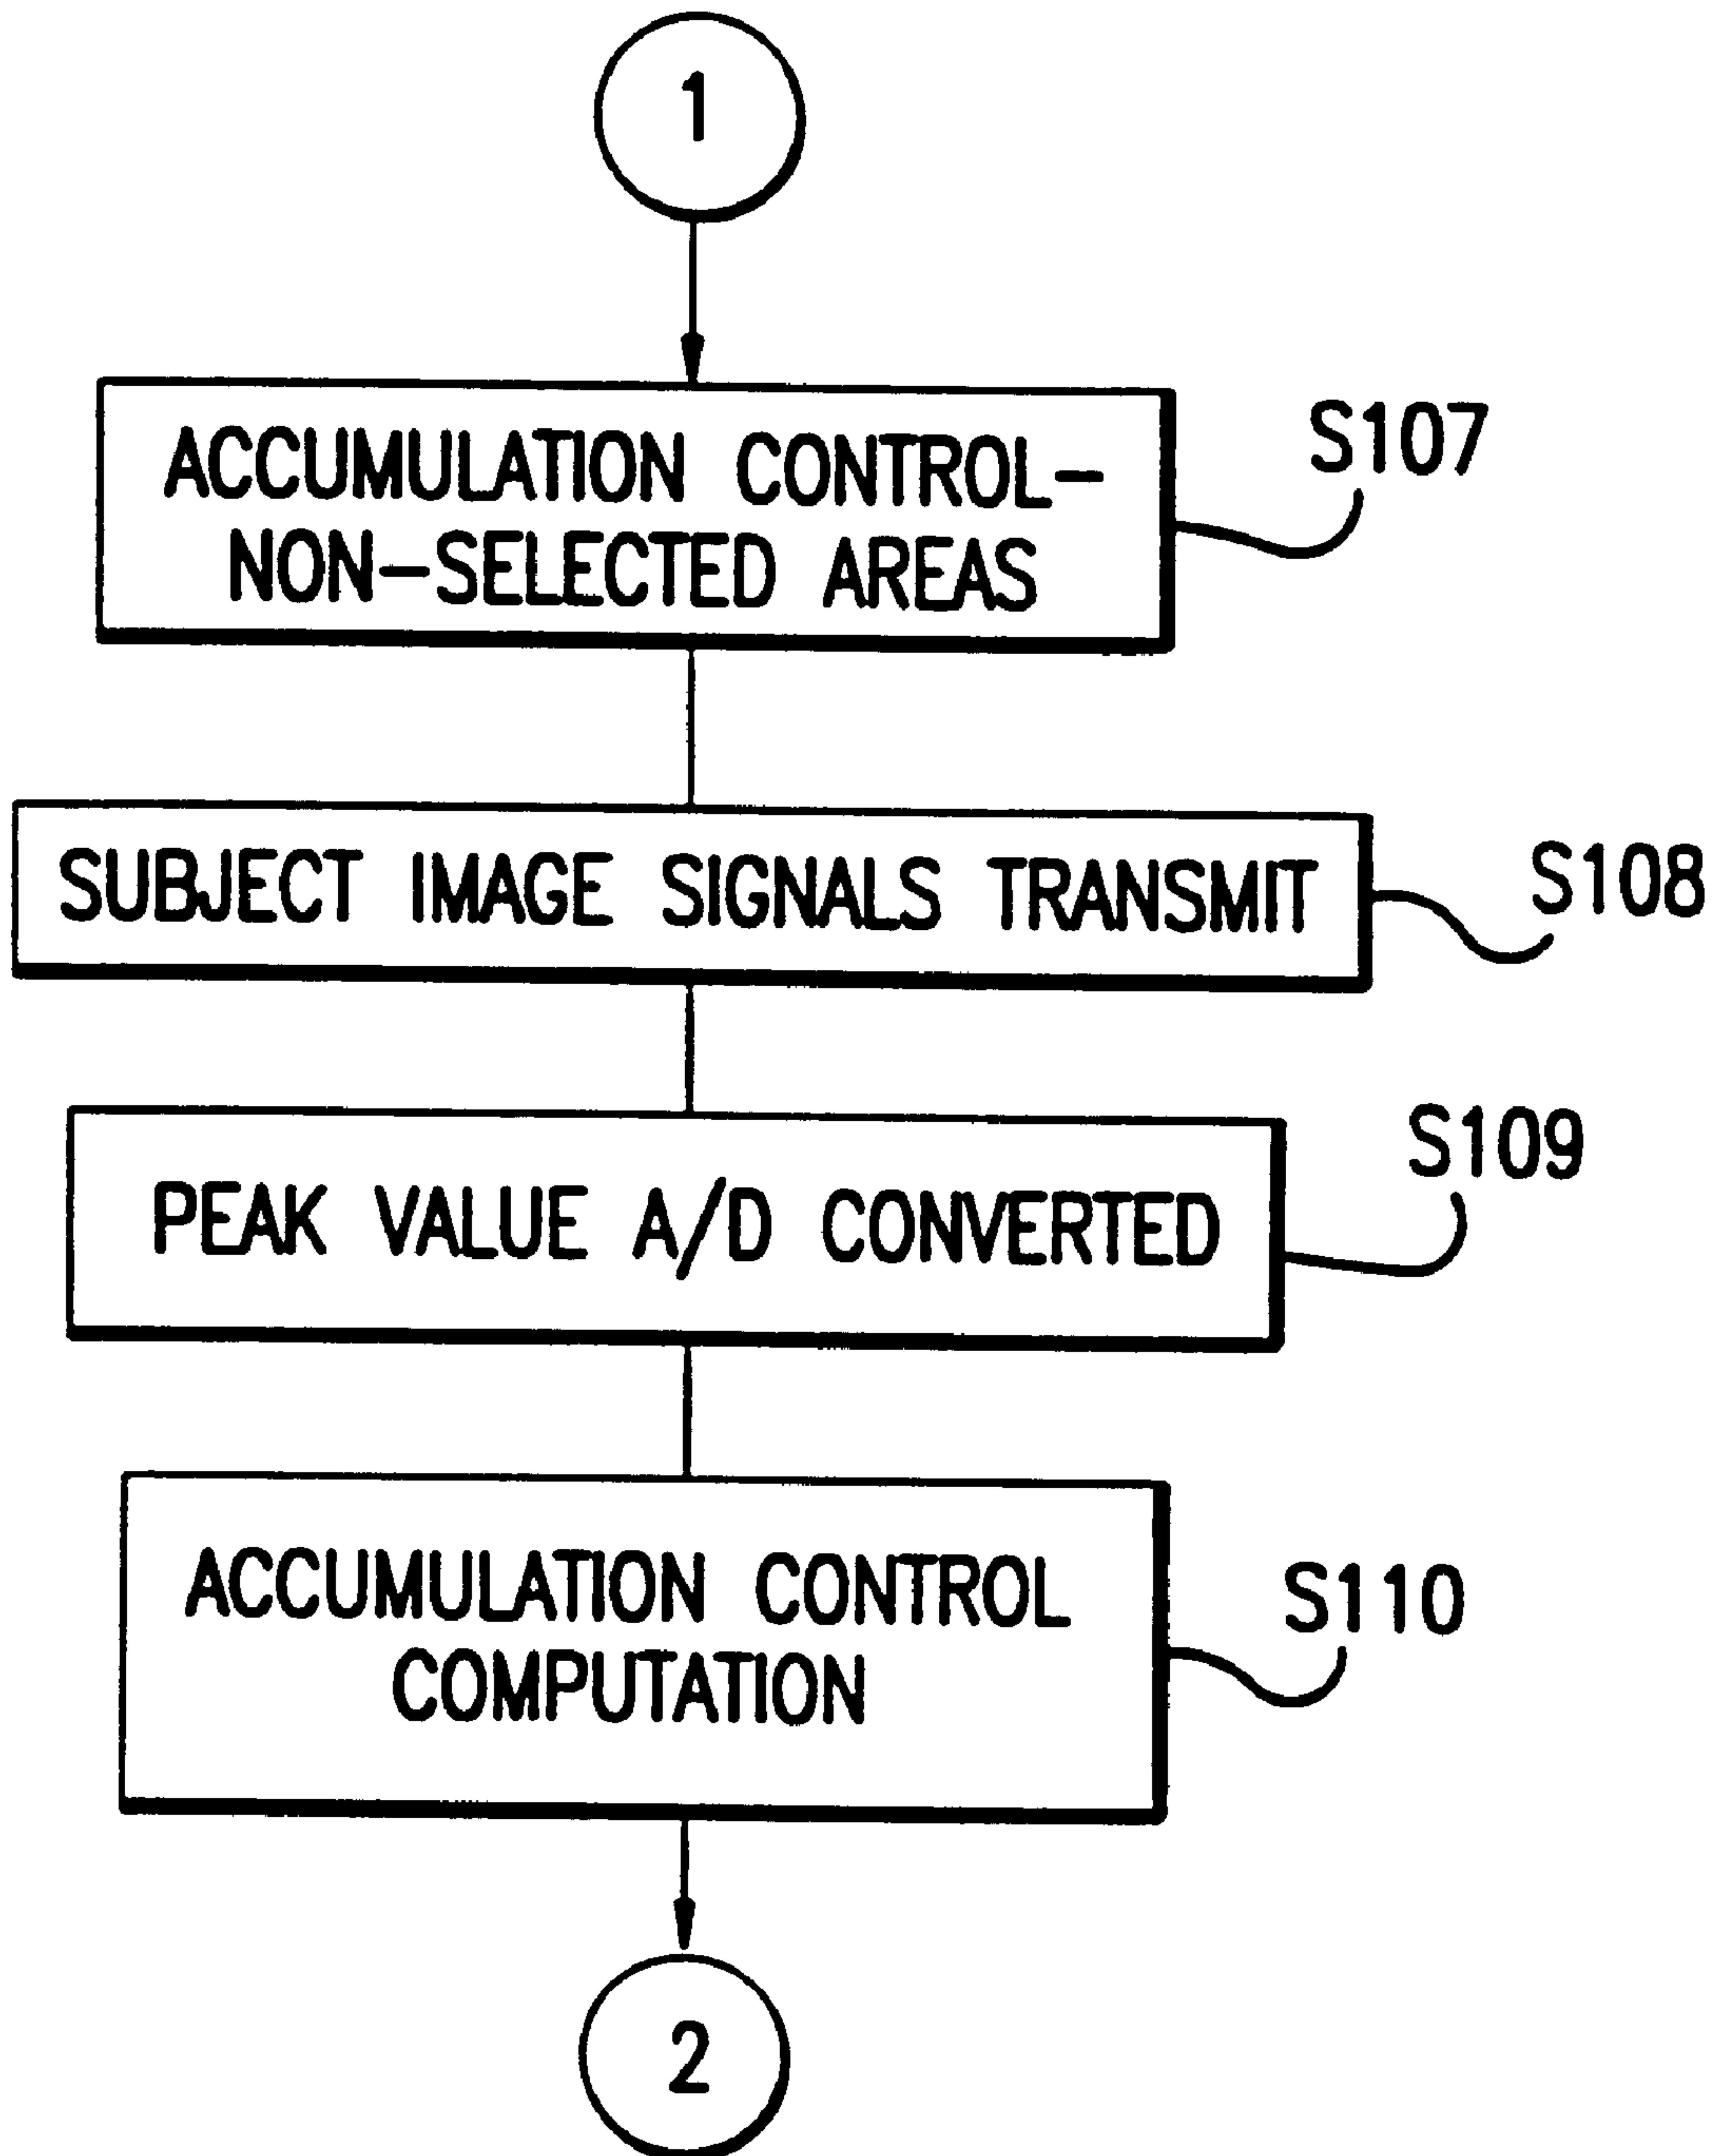 1
ACCUMULATION CONTROL-
NON-SELECTED AREAS
S107
SUBJECT IMAGE SIGNALS TRANSMIT
S108
PEAK VALUE A/D CONVERTED
S109
ACCUMULATION CONTROL
COMPUTATION
S110
2